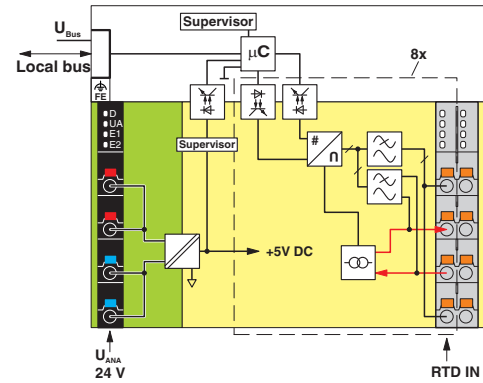 Supervisor
U Bus
µC
8x
Local bus
FE
D
UA
E1
E2
Supervisor
#
n
+5V DC
U ANA
24 V
RTD IN